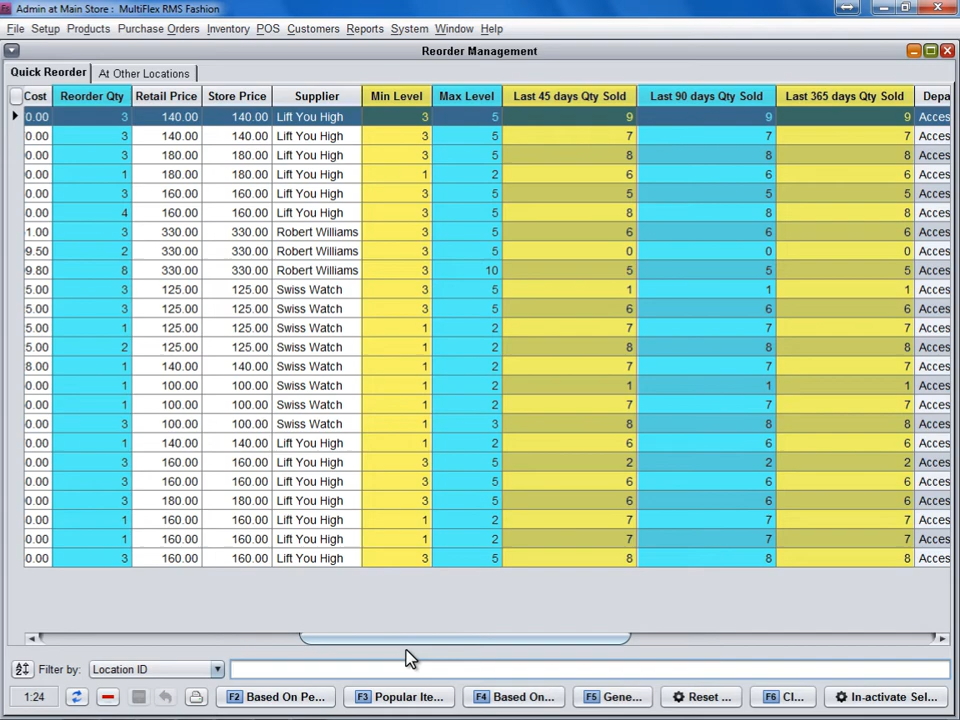 Admin at Main Store : MultiFlex RMS Fashion
File Setup Products Purchase Orders Inventory POS Customers Reports System Window Help
Reorder Management
Quick Reorder At Other Locations
Cost Reorder Qty Retail Price Store Price Supplier Min Level Max Level Last 45 days Qty Sold Last 90 days Qty Sold Last 365 days Qty Sold Depa
0.00 3 140.00 140.00 Lift You High 3 5 9 9 9 Acces
0.00 3 140.00 140.00 Lift You High 3 5 7 7 7 Acces
0.00 3 180.00 180.00 Lift You High 3 5 8 8 8 Acces
0.00 1 180.00 180.00 Lift You High 1 2 6 6 6 Acces
0.00 3 160.00 160.00 Lift You High 3 5 5 5 5 Acces
0.00 4 160.00 160.00 Lift You High 3 5 8 8 8 Acces
1.00 3 330.00 330.00 Robert Williams 3 5 6 6 6 Acces
9.50 2 330.00 330.00 Robert Williams 3 5 0 0 0 Acces
9.80 8 330.00 330.00 Robert Williams 3 10 5 5 5 Acces
5.00 3 125.00 125.00 Swiss Watch 3 5 1 1 1 Acces
5.00 3 125.00 125.00 Swiss Watch 3 5 6 6 6 Acces
5.00 1 125.00 125.00 Swiss Watch 1 2 7 7 7 Acces
5.00 2 125.00 125.00 Swiss Watch 1 2 8 8 8 Acces
8.00 1 140.00 140.00 Swiss Watch 1 2 7 7 7 Acces
0.00 1 100.00 100.00 Swiss Watch 1 2 1 1 1 Acces
0.00 1 100.00 100.00 Swiss Watch 1 2 7 7 7 Acces
0.00 3 100.00 100.00 Swiss Watch 1 3 8 8 8 Acces
0.00 1 140.00 140.00 Lift You High 1 2 6 6 6 Acces
0.00 3 160.00 160.00 Lift You High 3 5 2 2 2 Acces
0.00 3 160.00 160.00 Lift You High 3 5 6 6 6 Acces
0.00 3 180.00 180.00 Lift You High 3 5 6 6 6 Acces
0.00 1 160.00 160.00 Lift You High 1 2 7 7 7 Acces
0.00 1 160.00 160.00 Lift You High 1 2 7 7 7 Acces
0.00 3 160.00 160.00 Lift You High 3 5 8 8 8 Acces
Filter by: Location ID
1:24 F2 Based On Pe... F3 Popular Ite... F4 Based On... F5 Gene... Reset ... F6 Cl... In-activate Sel...